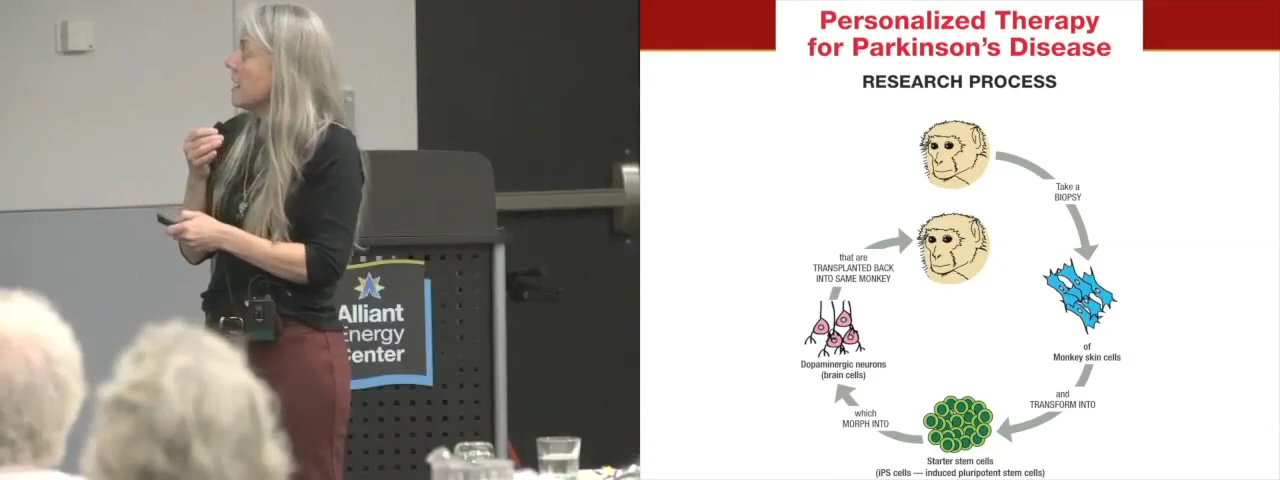 Alliant
Energy
Center
Personalized Therapy
for Parkinson's Disease
RESEARCH PROCESS
Take a
BIOPSY
of
Monkey skin cells
and
TRANSFORM INTO
Starter stem cells
(iPS cells — induced pluripotent stem cells)
which
MORPH INTO
Dopaminergic neurons
(brain cells)
that are
TRANSPLANTED BACK
INTO SAME MONKEY